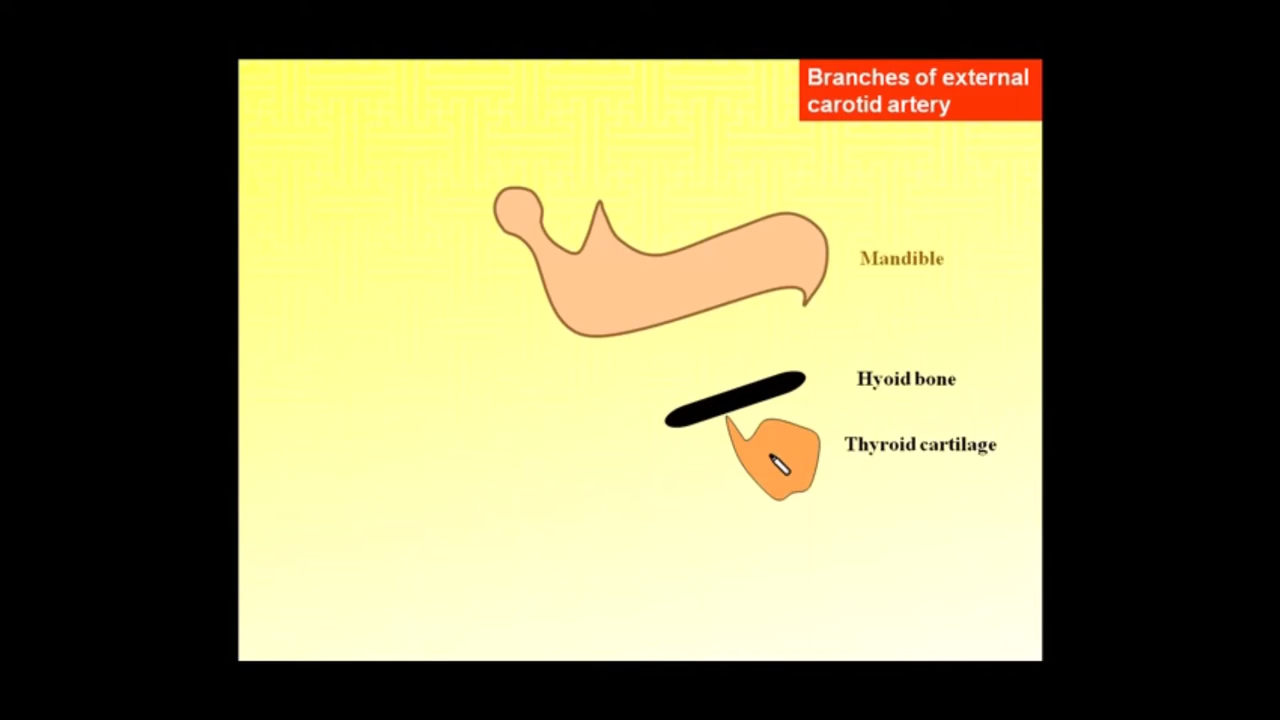 Branches of external
carotid artery
Mandible
Hyoid bone
Thyroid cartilage